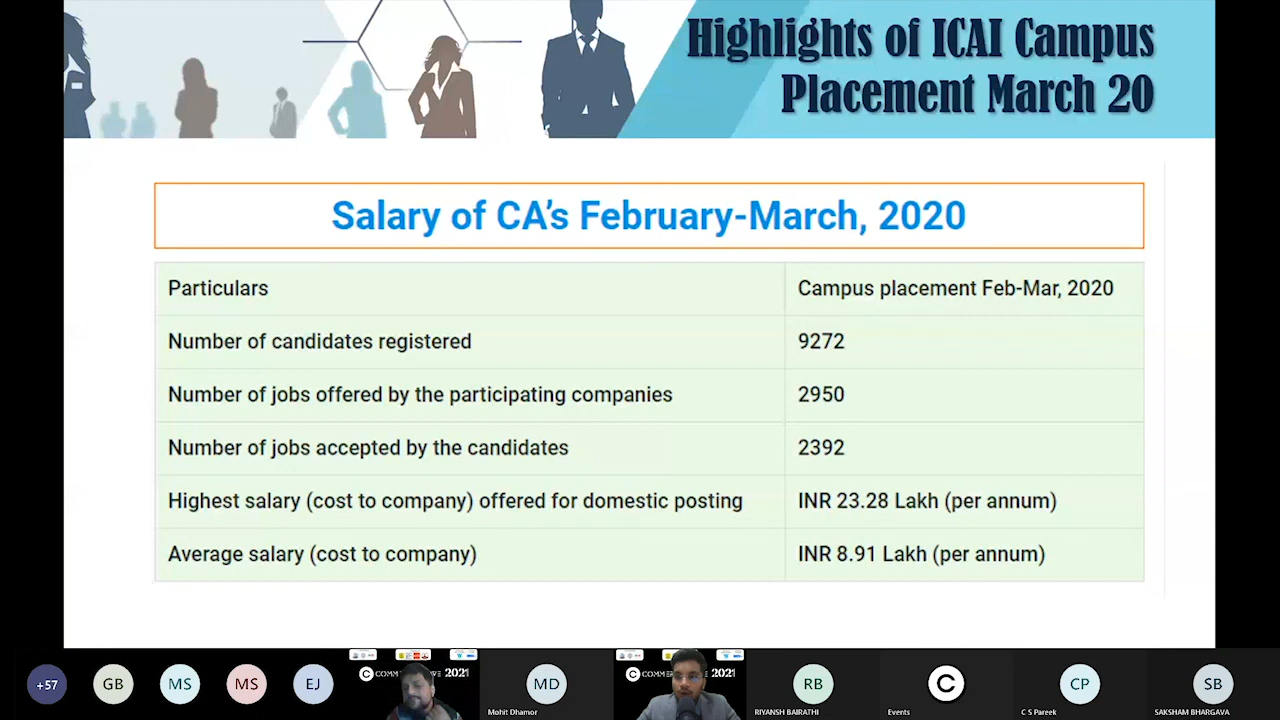 Highlights of ICAI Campus
Placement March 20
Salary of CA's February-March, 2020
Particulars
Campus placement Feb-Mar, 2020
Number of candidates registered
9272
Number of jobs offered by the participating companies
2950
Number of jobs accepted by the candidates
2392
Highest salary (cost to company) offered for domestic posting
INR 23.28 Lakh (per annum)
Average salary (cost to company)
INR 8.91 Lakh (per annum)
+57
GB
MS
MS
EJ
2021
MD
Mohit Dhamor
2021
RB
RIYANSH BAIRATHI
C
Events
CP
C S Pareek
SB
SAKSHAM BHARGAVA